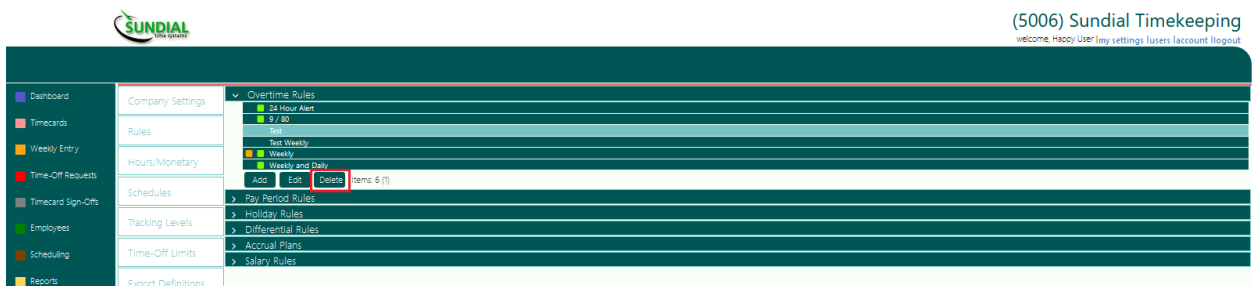 SUNDIAL
time systems
(5006) Sundial Timekeeping
welcome, Happy User |my settings |users |account |logout
Dashboard
Timecards
Weekly Entry
Time-Off Requests
Timecard Sign-Offs
Employees
Scheduling
Reports
Company Settings
Rules
Hours/Monetary
Schedules
Tracking Levels
Time-Off Limits
Export Definitions
Overtime Rules
24 Hour Alert
9 / 80
Test
Test Weekly
Weekly
Weekly and Daily
Add Edit Delete Items: 6 (1)
Pay Period Rules
Holiday Rules
Differential Rules
Accrual Plans
Salary Rules